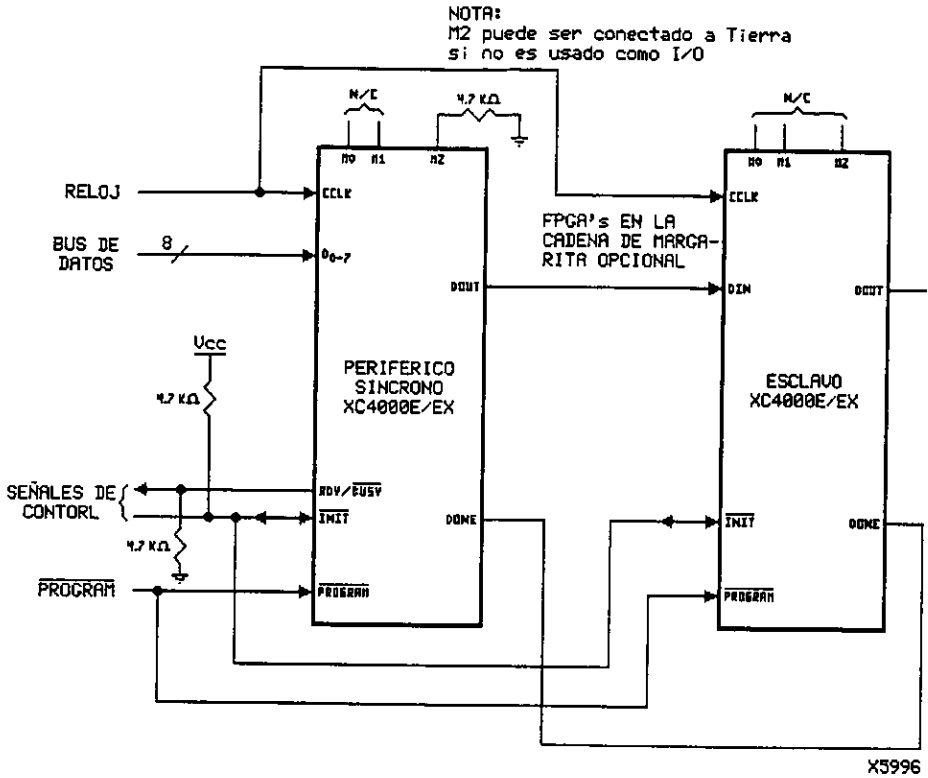 NOTA:
M2 puede ser conectado a Tierra
si no es usado como I/O
N/C
4.7 KΩ
N/C
M0 M1 M2
M0 M1 M2
RELOJ
CCLK
CCLK
BUS DE
DATOS
8
D0-7
FPGA's EN LA
CADENA DE MARGA-
RITA OPCIONAL
DOUT
DIN
DOUT
Vcc
4.7 KΩ
PERIFERICO
SINCRONO
XC4000E/EX
ESCLAVO
XC4000E/EX
SEÑALES DE
CONTORL
RDY/BUSY
INIT
DONE
INIT
DONE
4.7 KΩ
PROGRAM
PROGRAM
PROGRAM
X5996